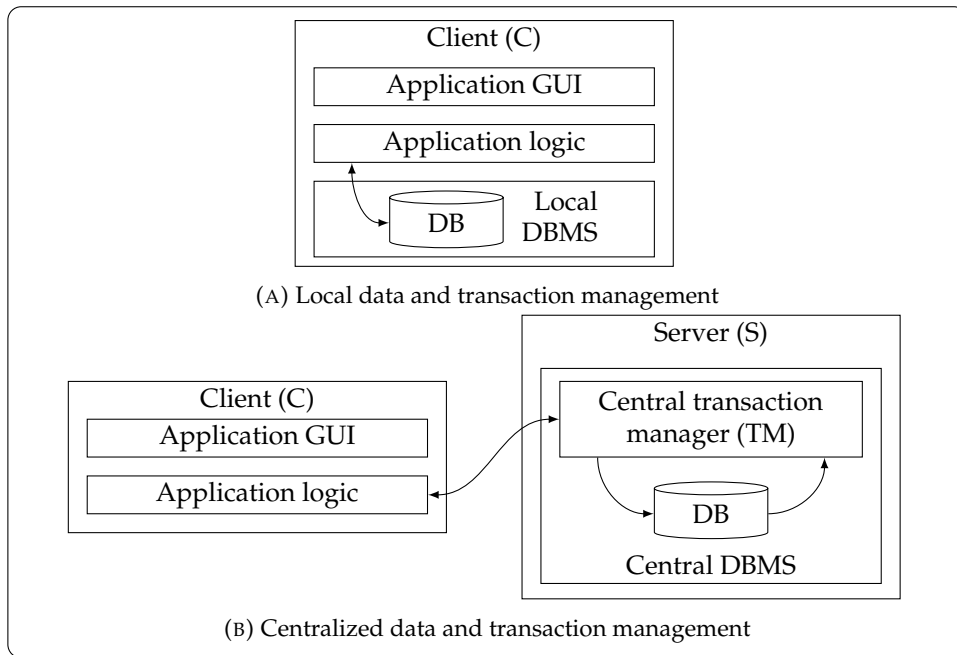 Client (C)
Application GUI
Application logic
Local
DBMS
DB
(A) Local data and transaction management
Server (S)
Central transaction
manager (TM)
DB
Central DBMS
Client (C)
Application GUI
Application logic
(B) Centralized data and transaction management